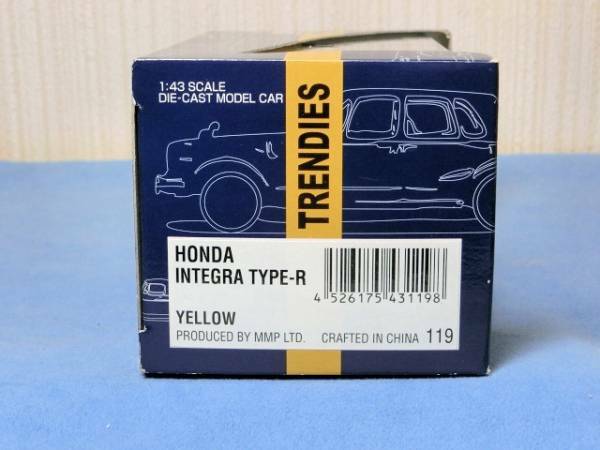 1:43 SCALE
DIE-CAST MODEL CAR
TRENDIES
HONDA
INTEGRA TYPE-R
4 526175 431198
YELLOW
PRODUCED BY MMP LTD. CRAFTED IN CHINA 119